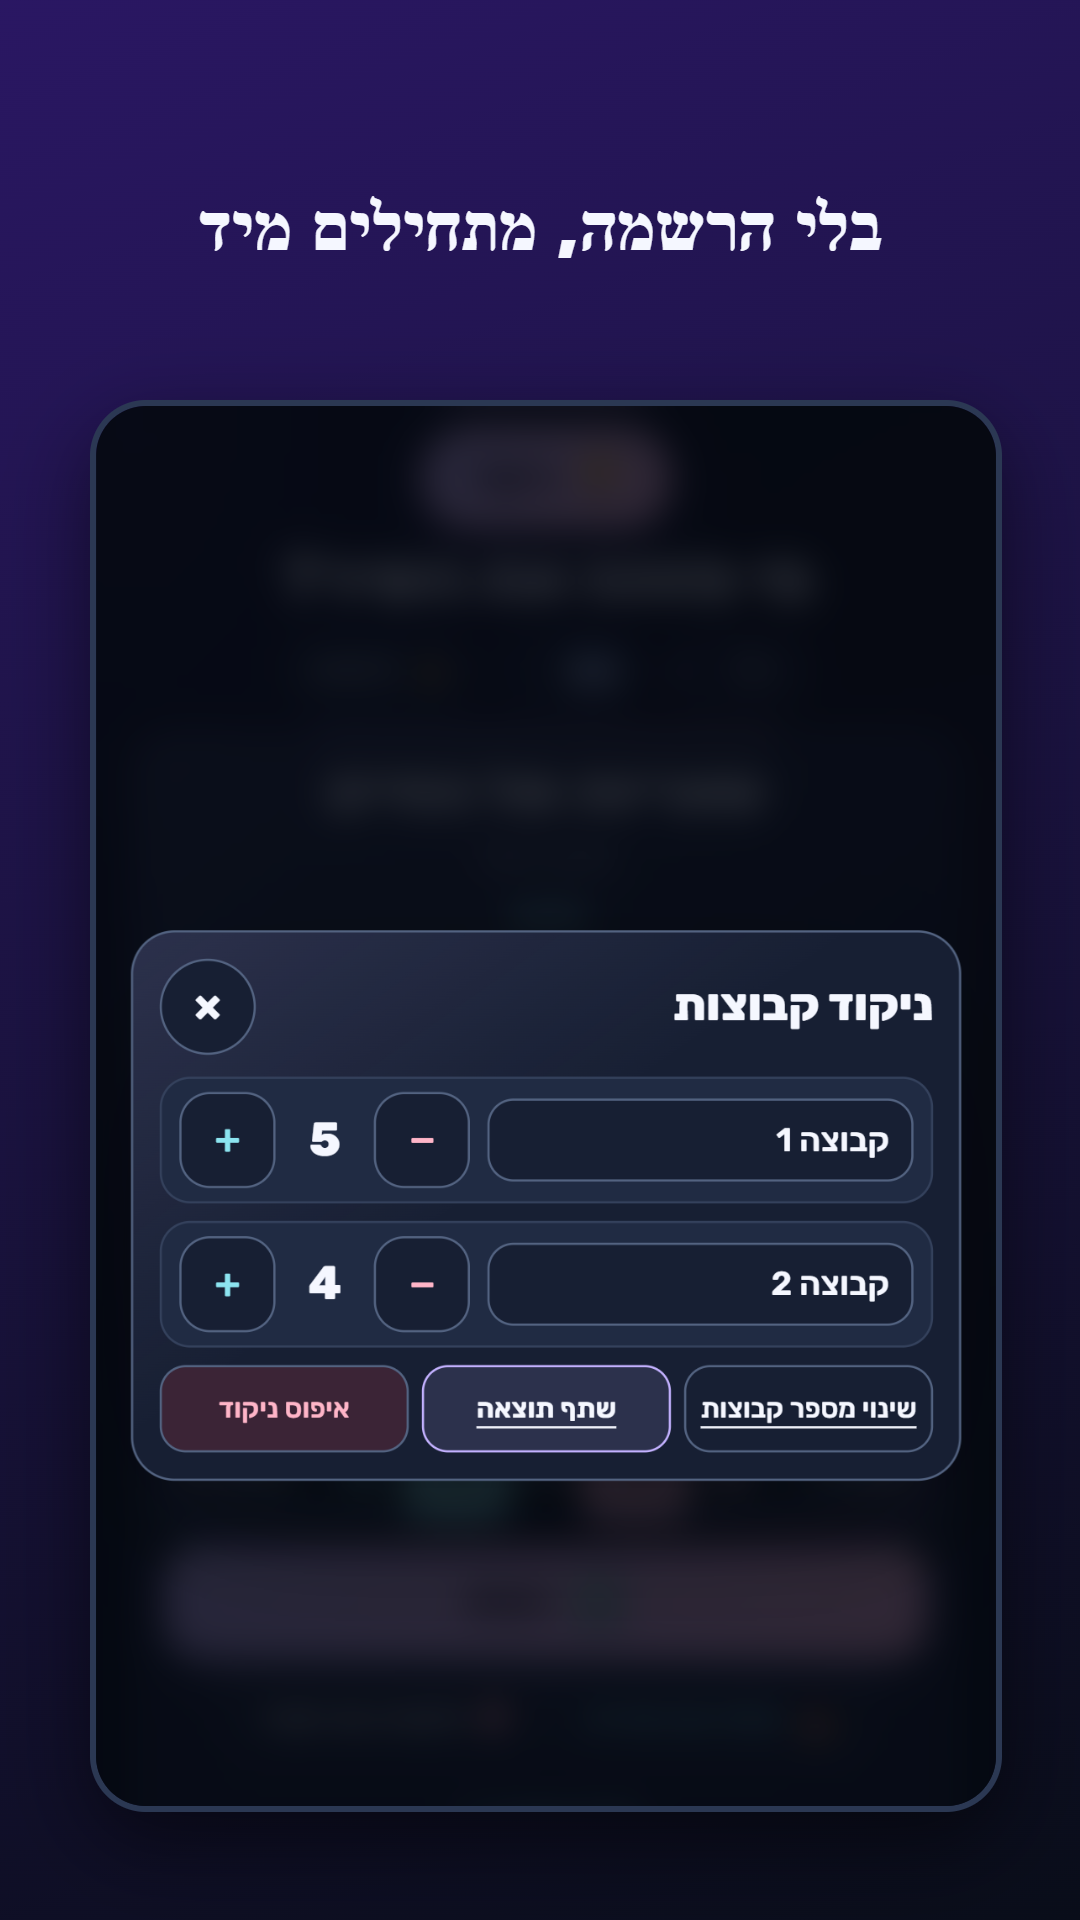 בלי הרשמה, מתחילים מיד
ניקוד קבוצות
×
קבוצה 1 − 5 +
קבוצה 2 − 4 +
שינוי מספר קבוצות
שתף תוצאה
איפוס ניקוד